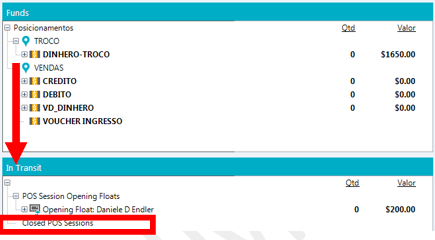 Funds
Posicionamentos Qtd Valor
TROCO
DINHERO-TROCO 0 $1650.00
VENDAS
CREDITO 0 $0.00
DEBITO 0 $0.00
VD_DINHERO 0 $0.00
VOUCHER INGRESSO
In Transit
Qtd Valor
POS Session Opening Floats
Opening Float: Daniele D Endler 0 $200.00
Closed POS Sessions